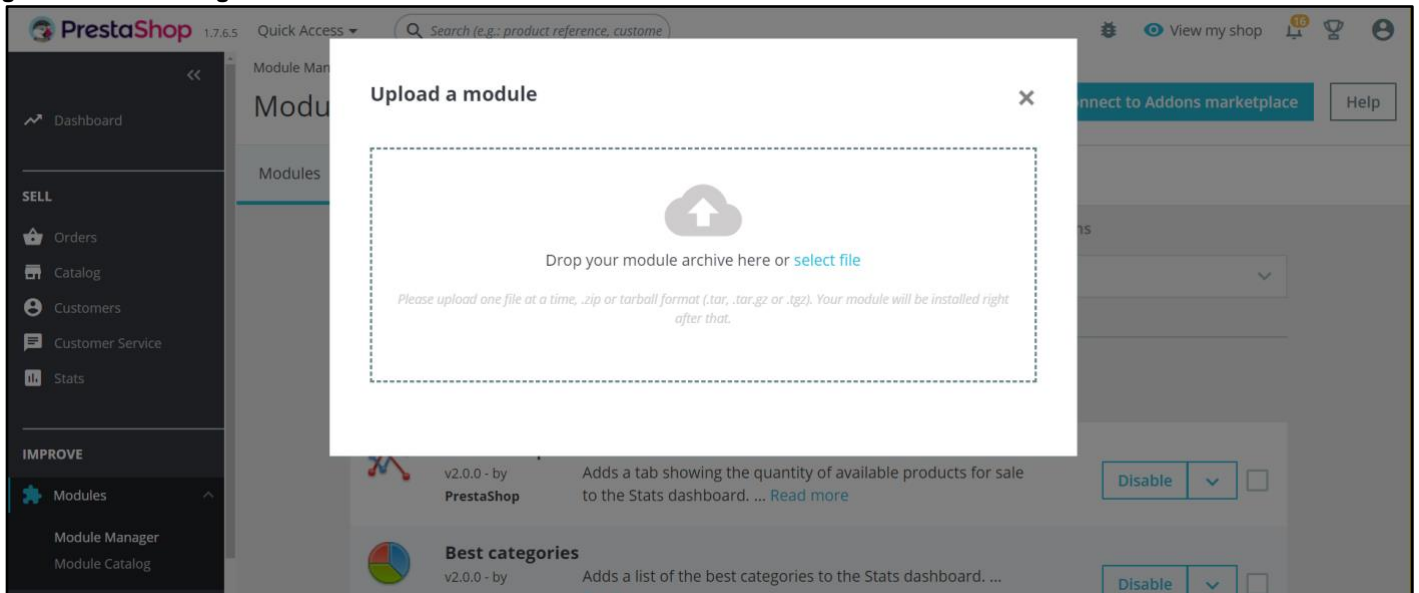 PrestaShop 1.7.6.5 Quick Access Search (e.g.: product reference, custome View my shop 16
Module Man
Modu Upload a module × nnect to Addons marketplace Help
Dashboard
Modules
SELL
Orders
Catalog
Customers
Customer Service
Stats
Drop your module archive here or select file
Please upload one file at a time, .zip or tarball format (.tar, .tar.gz or .tgz). Your module will be installed right
after that.
ns
IMPROVE
Modules
Module Manager
Module Catalog
v2.0.0 - by Adds a tab showing the quantity of available products for sale
PrestaShop to the Stats dashboard. ... Read more
Disable
Best categories
v2.0.0 - by Adds a list of the best categories to the Stats dashboard. ...
Disable